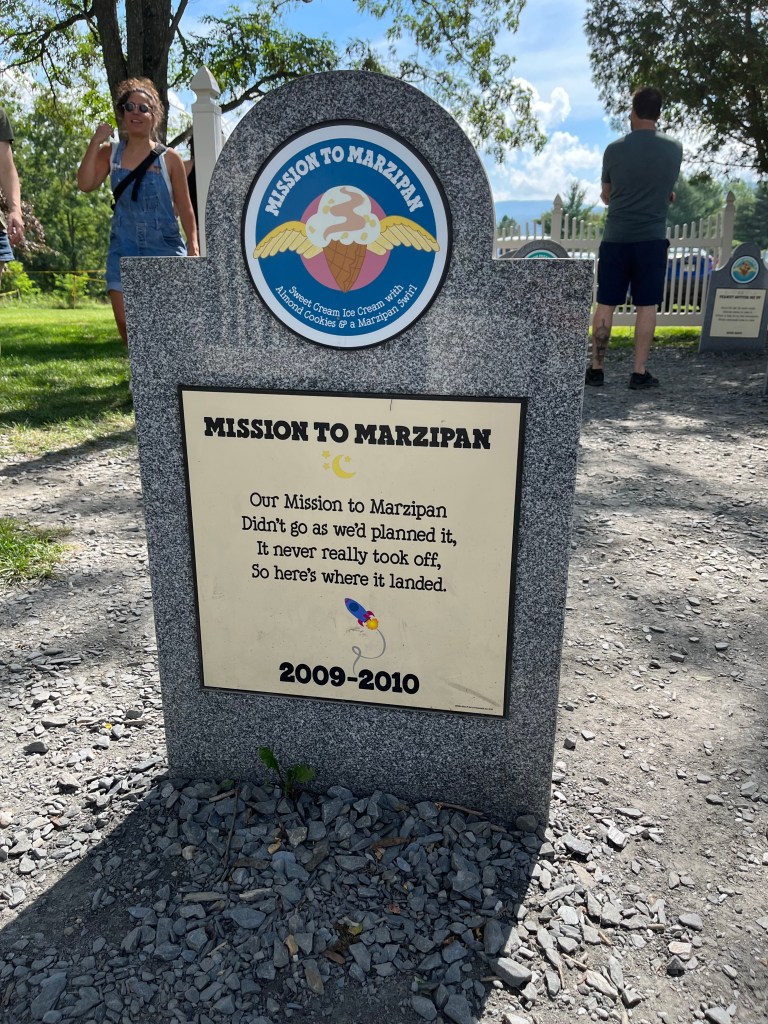 MISSION TO MARZIPAN
Sweet Cream Ice Cream with
Almond Cookies & a Marzipan Swirl
MISSION TO MARZIPAN
Our Mission to Marzipan
Didn't go as we'd planned it,
It never really took off,
So here's where it landed.
2009-2010